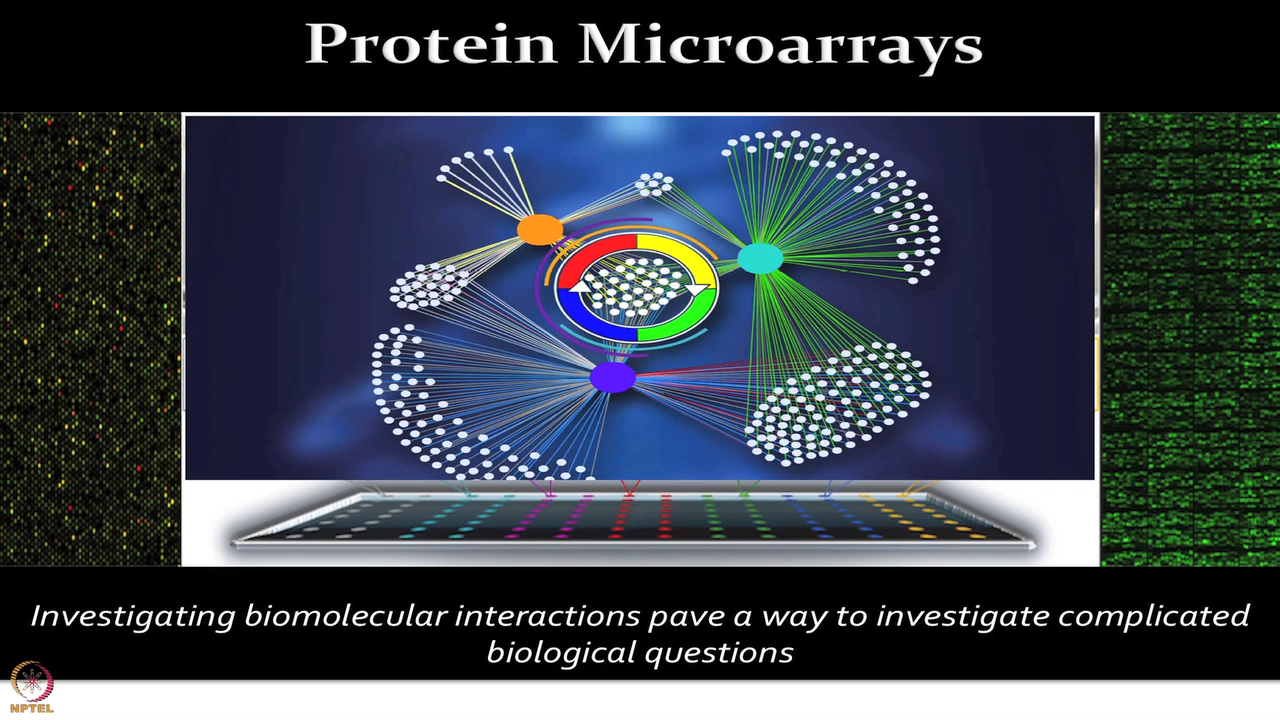 Protein Microarrays
Investigating biomolecular interactions pave a way to investigate complicated
biological questions
NPTEL